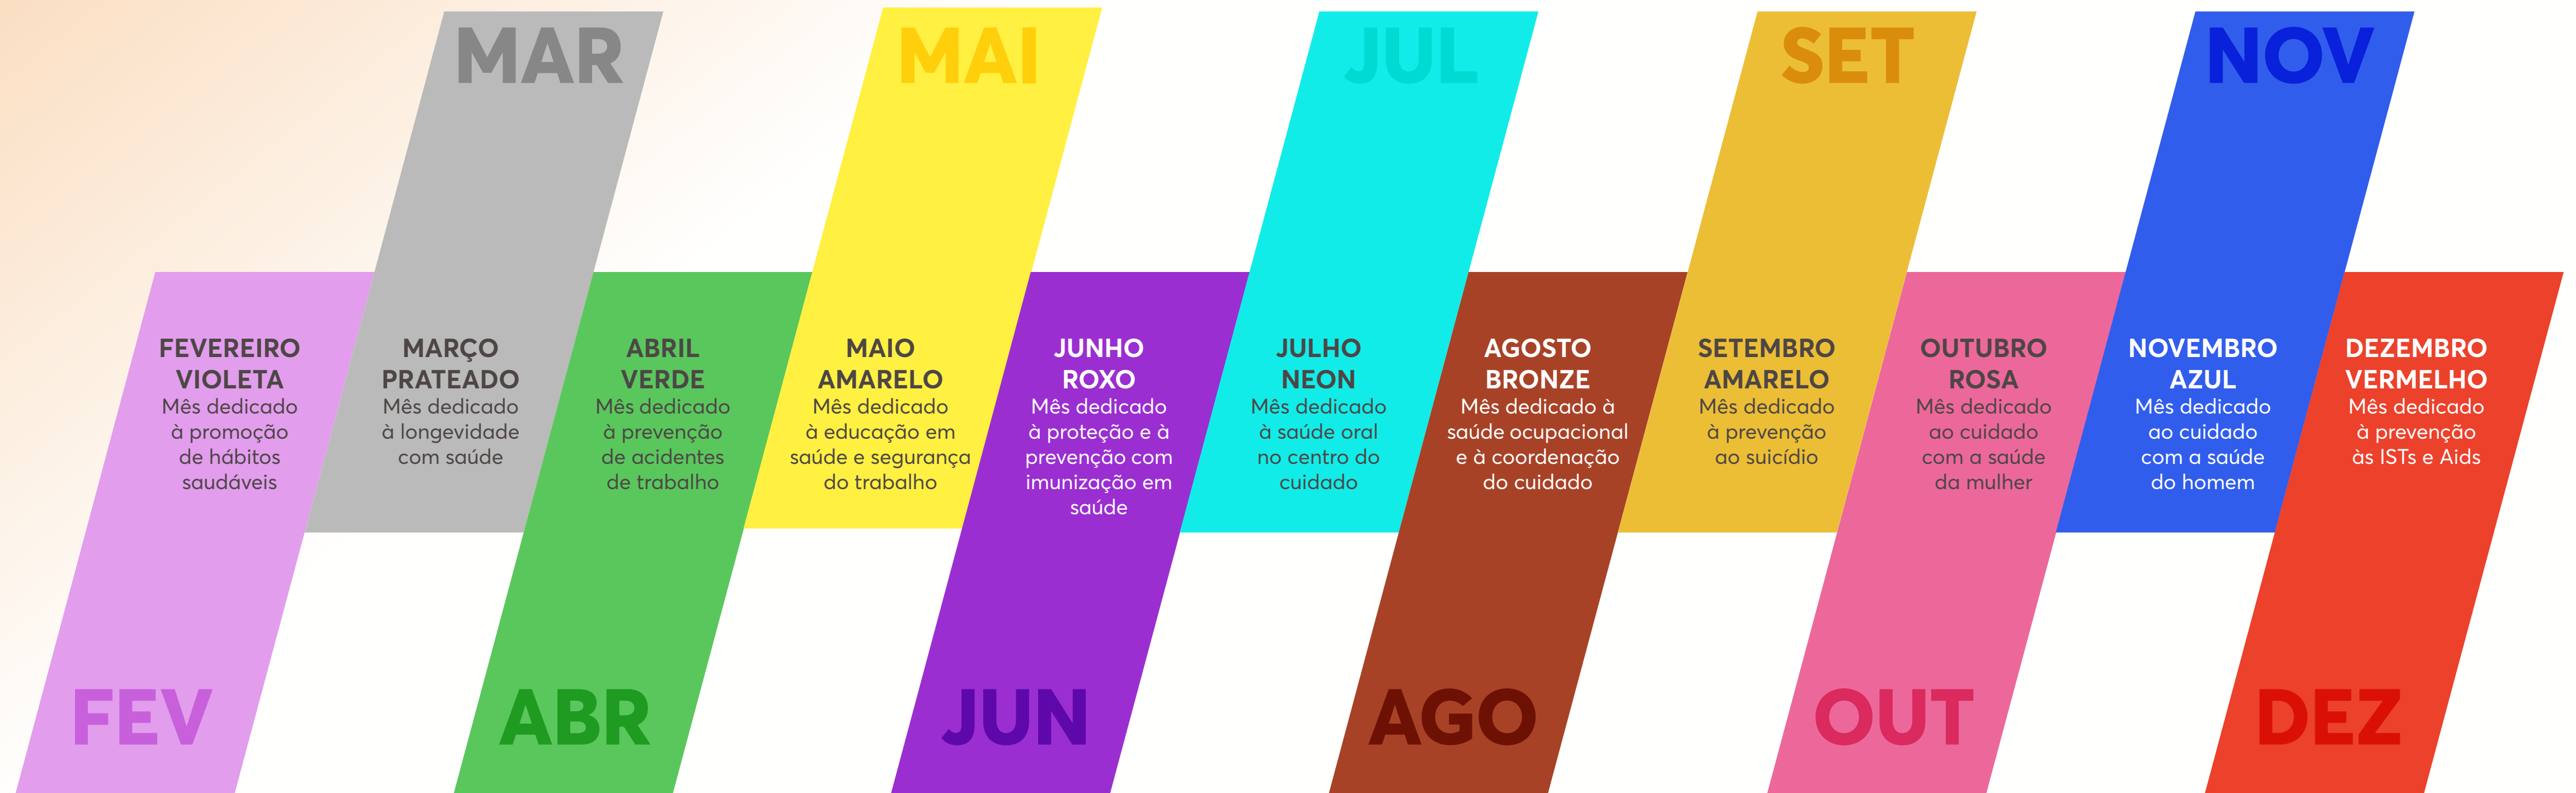 FEVEREIRO
VIOLETA
Mês dedicado
à promoção
de hábitos
saudáveis
FEV
MAR
MARÇO
PRATEADO
Mês dedicado
à longevidade
com saúde
ABRIL
VERDE
Mês dedicado
à prevenção
de acidentes
de trabalho
ABR
MAI
MAIO
AMARELO
Mês dedicado
à educação em
saúde e segurança
do trabalho
JUNHO
ROXO
Mês dedicado
à proteção e à
prevenção com
imunização em
saúde
JUN
JUL
JULHO
NEON
Mês dedicado
à saúde oral
no centro do
cuidado
AGOSTO
BRONZE
Mês dedicado à
saúde ocupacional
e à coordenação
do cuidado
AGO
SET
SETEMBRO
AMARELO
Mês dedicado
à prevenção
ao suicídio
OUTUBRO
ROSA
Mês dedicado
ao cuidado
com a saúde
da mulher
OUT
NOV
NOVEMBRO
AZUL
Mês dedicado
ao cuidado
com a saúde
do homem
DEZEMBRO
VERMELHO
Mês dedicado
à prevenção
às ISTs e Aids
DEZ